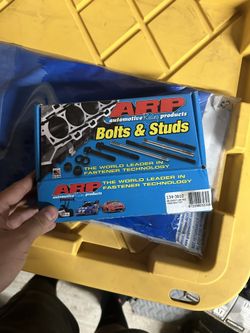 ARP
automotive racing products
Bolts & Studs
THE WORLD LEADER IN
FASTENER TECHNOLOGY
ARP
automotive racing
products
THE WORLD LEADER IN
FASTENER TECHNOLOGY